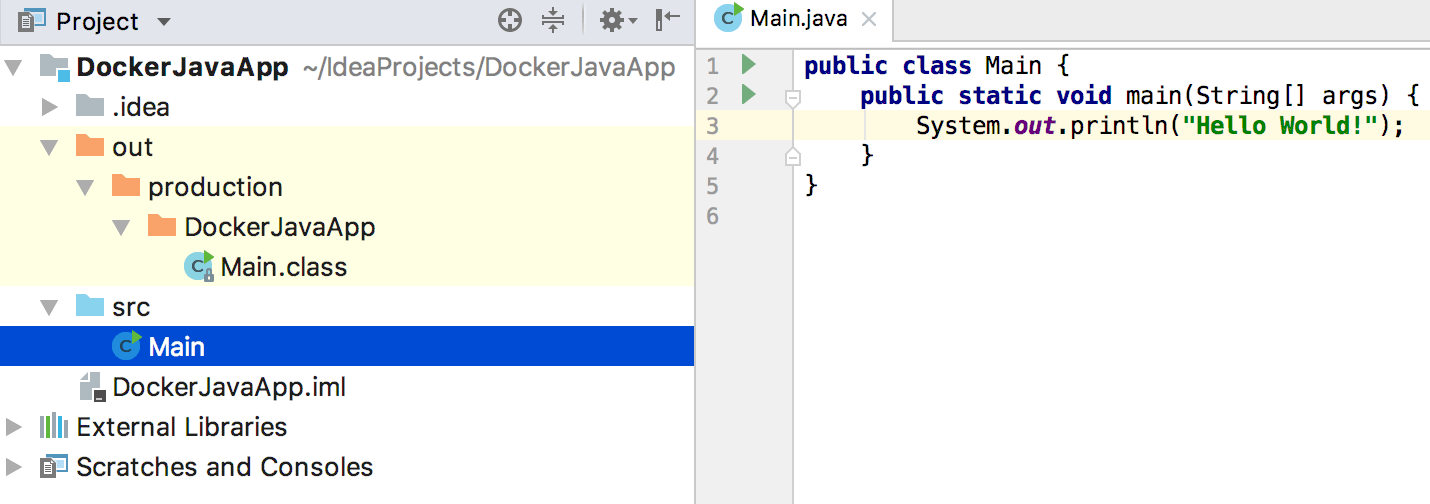 Project
DockerJavaApp ~/IdeaProjects/DockerJavaApp
.idea
out
production
DockerJavaApp
Main.class
src
Main
DockerJavaApp.iml
External Libraries
Scratches and Consoles
Main.java
1 public class Main {
2 public static void main(String[] args) {
3 System.out.println("Hello World!");
4 }
5 }
6